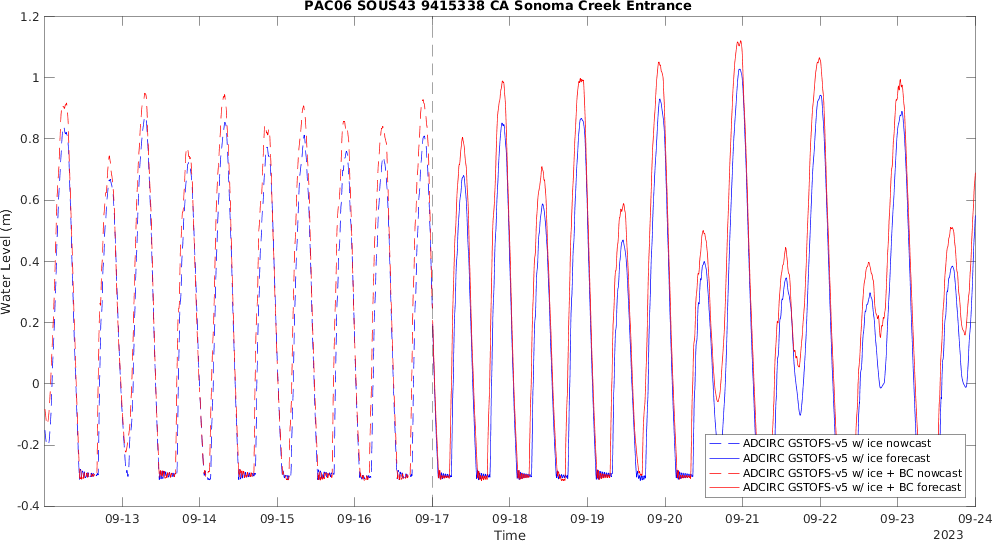 PAC06 SOUS43 9415338 CA Sonoma Creek Entrance
1.2
1
0.8
0.6
0.4
0.2
0
-0.2
-0.4
Water Level (m)
ADCIRC GSTOFS-v5 w/ ice nowcast
ADCIRC GSTOFS-v5 w/ ice forecast
ADCIRC GSTOFS-v5 w/ ice + BC nowcast
ADCIRC GSTOFS-v5 w/ ice + BC forecast
09-13 09-14 09-15 09-16 09-17 09-18 09-19 09-20 09-21 09-22 09-23 09-24
Time
2023